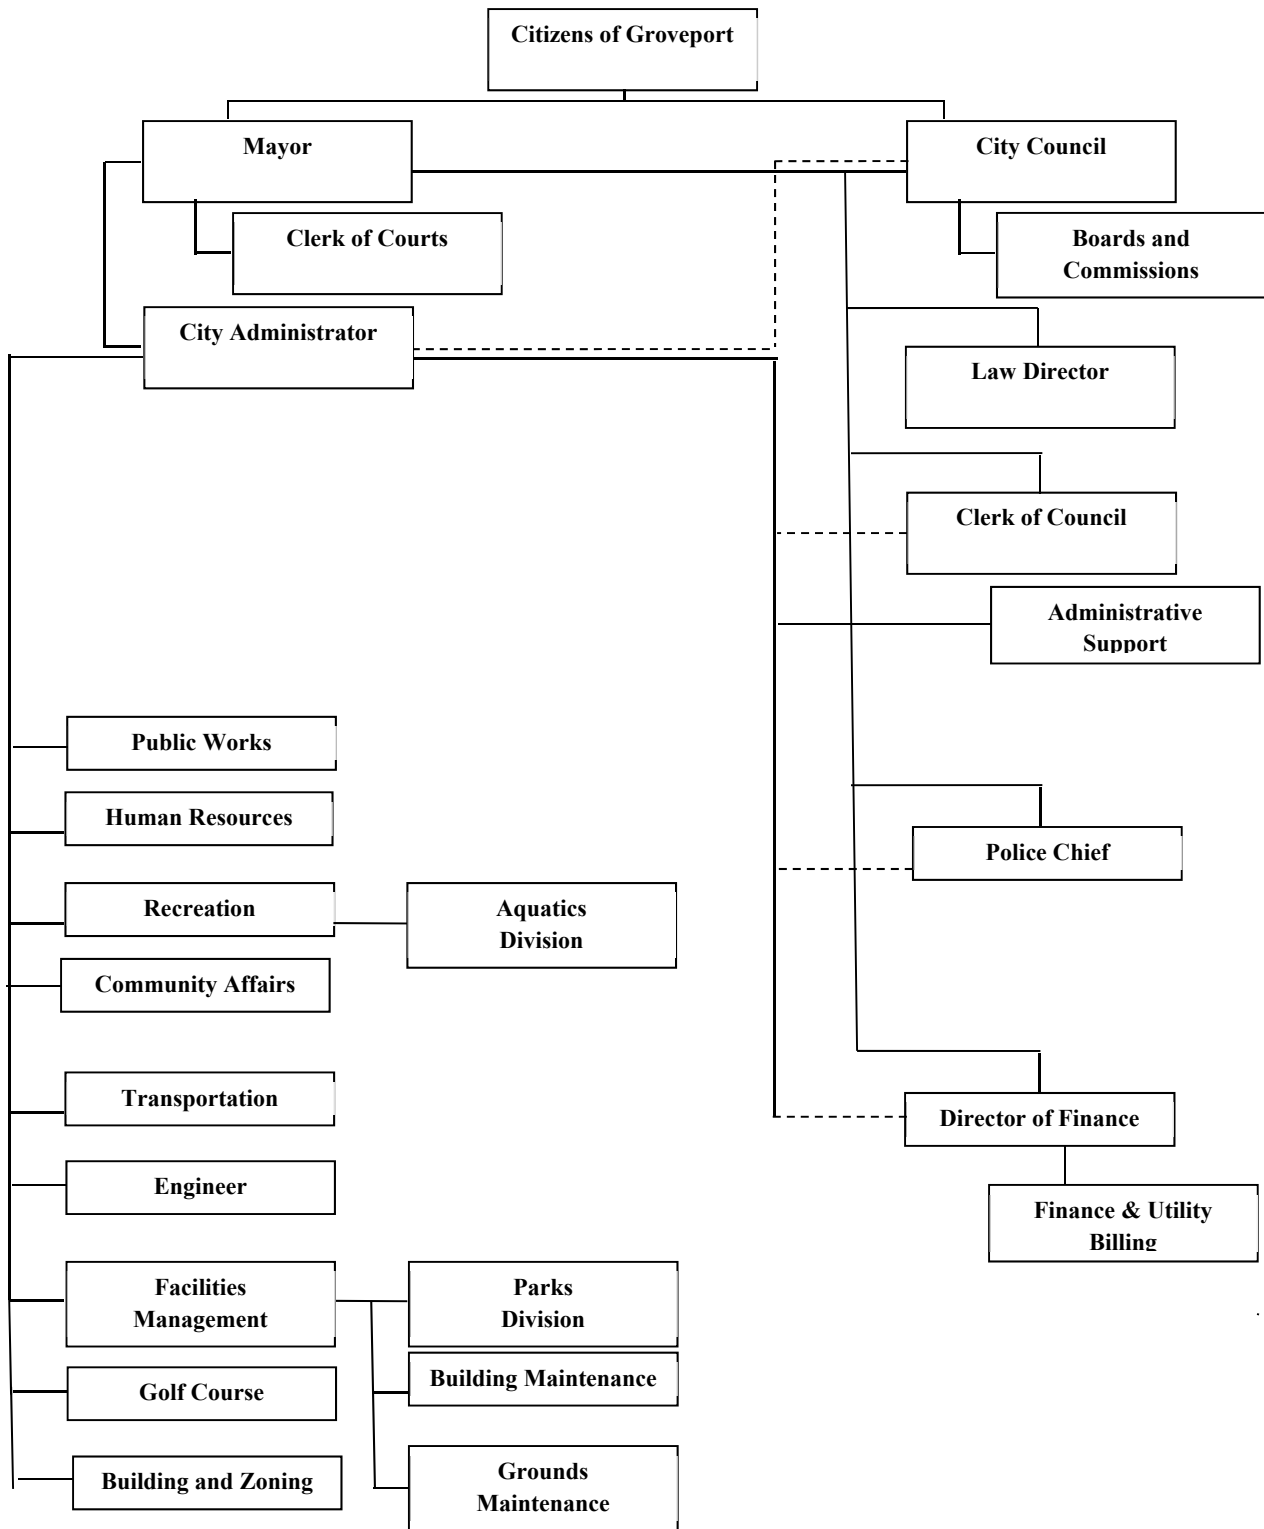 Citizens of Groveport
Mayor
City Council
Clerk of Courts
Boards and
Commissions
City Administrator
Law Director
Clerk of Council
Administrative
Support
Public Works
Human Resources
Police Chief
Recreation
Aquatics
Division
Community Affairs
Transportation
Director of Finance
Engineer
Finance & Utility
Billing
Facilities
Management
Parks
Division
Building Maintenance
Golf Course
Building and Zoning
Grounds
Maintenance